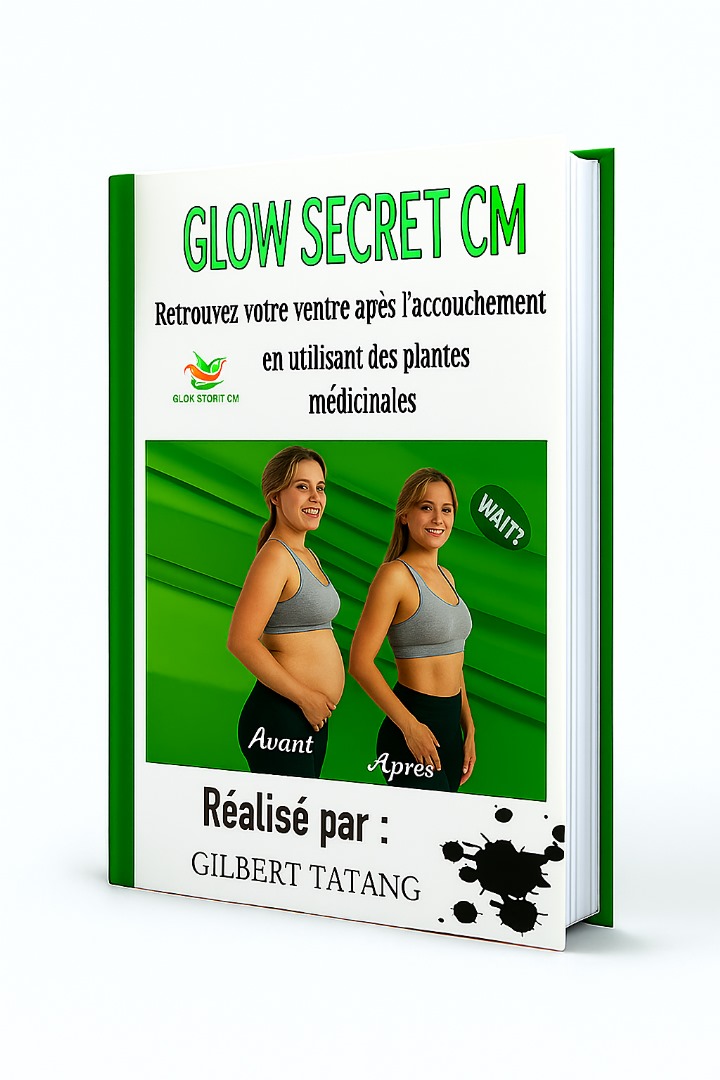 GLOW SECRET CM
Retrouvez votre ventre après l'accouchement
en utilisant des plantes
médicinales
GLOK STORIT CM
WAIT?
Avant
Apres
Réalisé par :
GILBERT TATANG